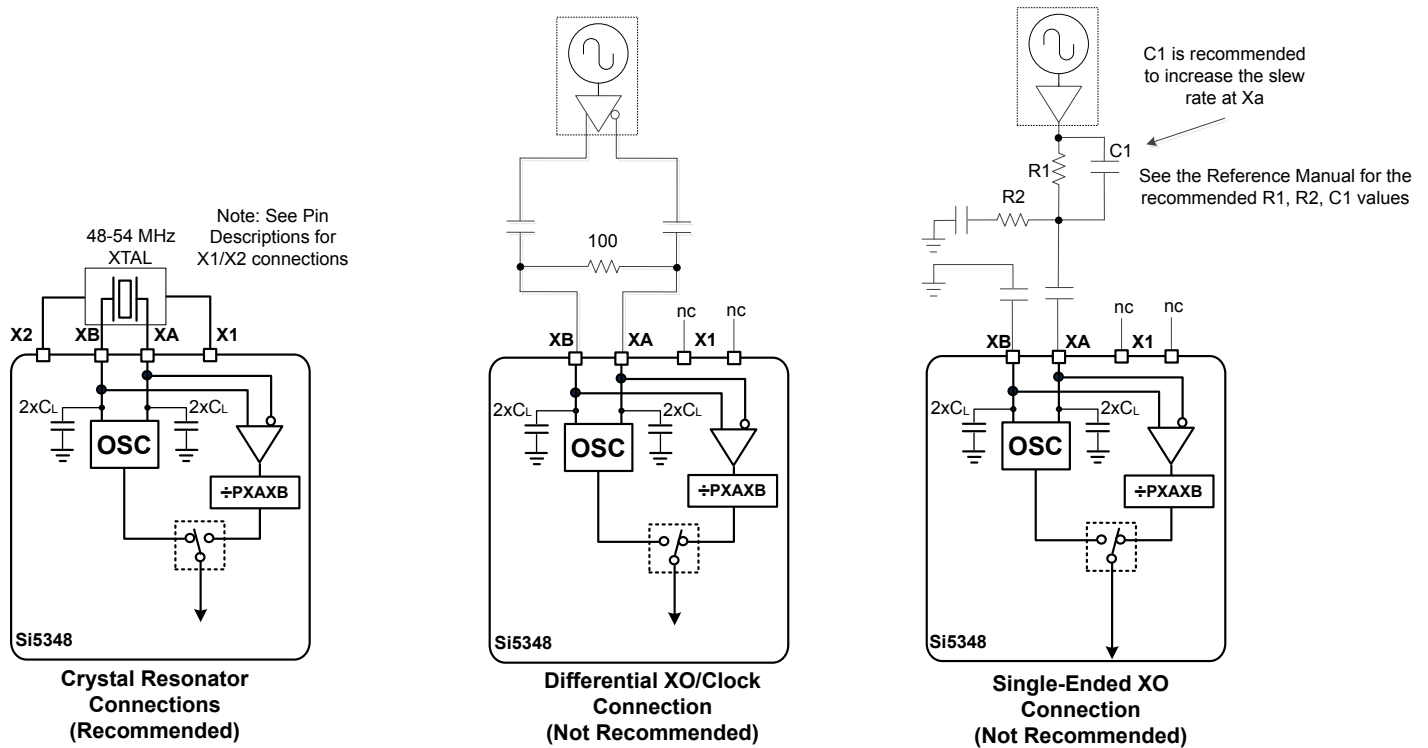 Note: See Pin
Descriptions for
X1/X2 connections
48-54 MHz
XTAL
X2
XB
XA
X1
2xCL
2xCL
OSC
÷PXAXB
Si5348
Crystal Resonator
Connections
(Recommended)
100
nc
nc
XB
XA
X1
2xCL
2xCL
OSC
÷PXAXB
Si5348
Differential XO/Clock
Connection
(Not Recommended)
C1 is recommended
to increase the slew
rate at Xa
C1
R1
See the Reference Manual for the
recommended R1, R2, C1 values
R2
nc
nc
XB
XA
X1
2xCL
2xCL
OSC
÷PXAXB
Si5348
Single-Ended XO
Connection
(Not Recommended)